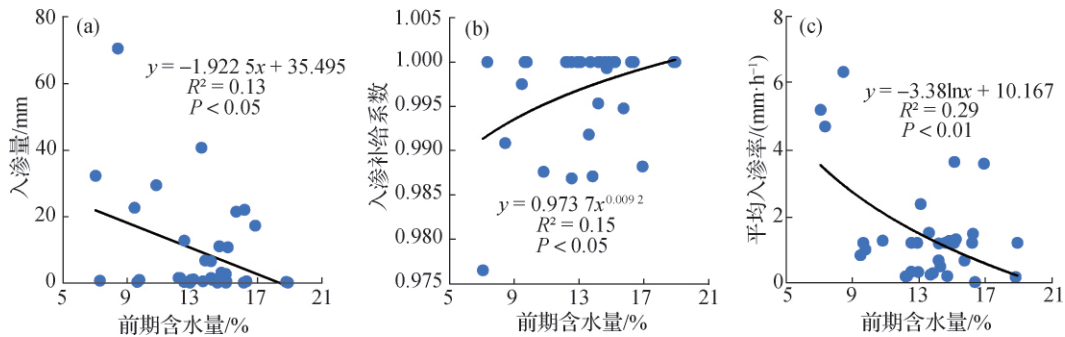 (a)
80
60
40
20
0
入渗量/mm
y = −1.922 5x + 35.495
R² = 0.13
P < 0.05
5 9 13 17 21
前期含水量/%
(b)
1.005
1.000
0.995
0.990
0.985
0.980
0.975
入渗补给系数
y = 0.973 7x^0.009 2
R² = 0.15
P < 0.05
5 9 13 17 21
前期含水量/%
(c)
8
6
4
2
0
平均入渗率/(mm·h⁻¹)
y = −3.38lnx + 10.167
R² = 0.29
P < 0.01
5 9 13 17 21
前期含水量/%